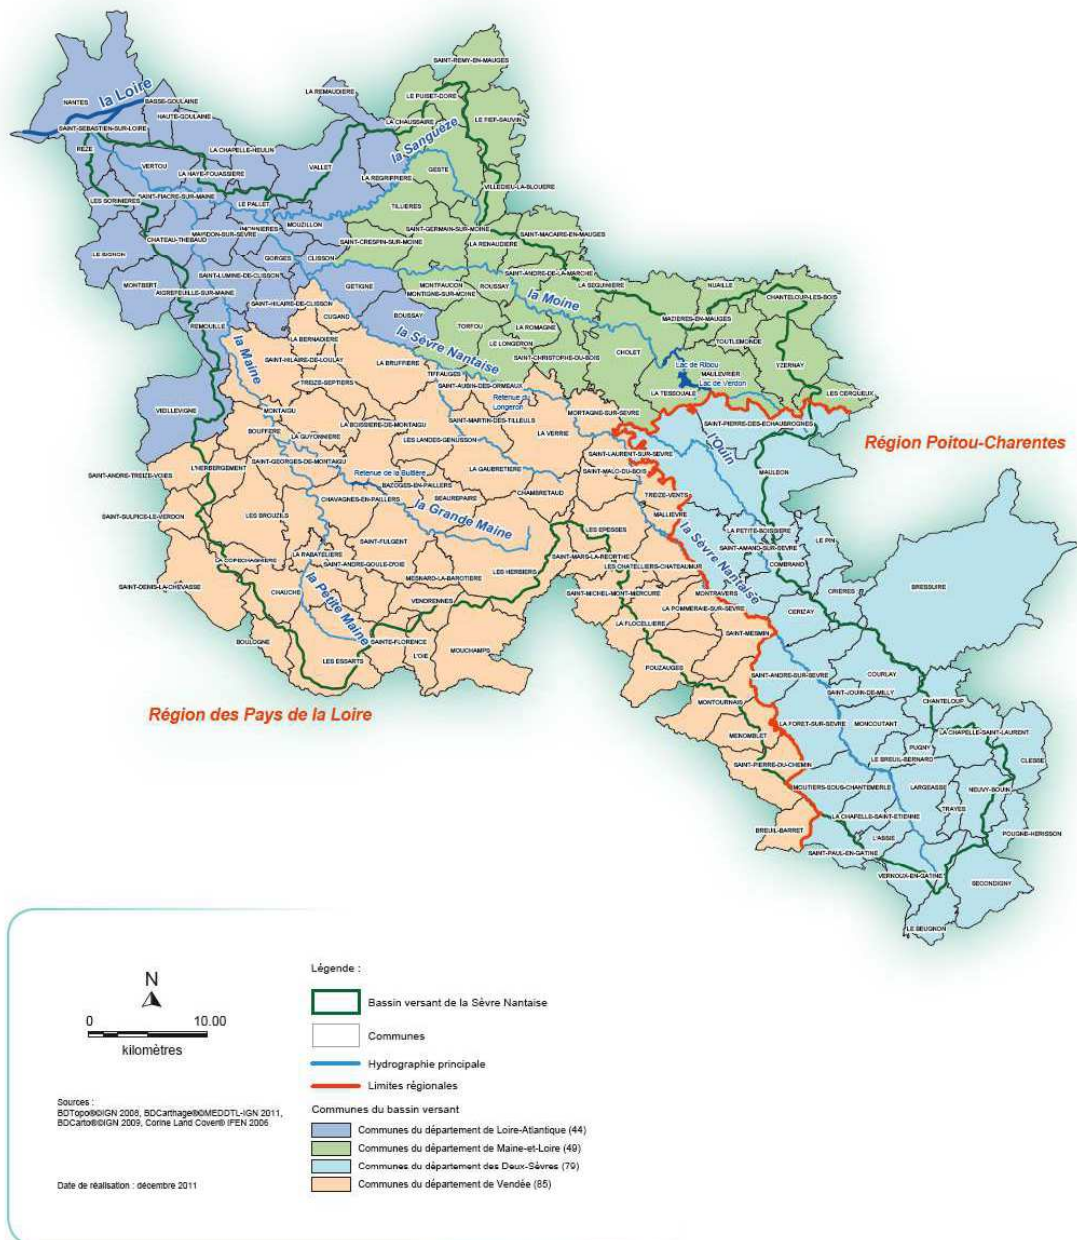 SAINT-REMY-EN-MAUGES
la Loire
LA REMAUDIERE
LE PUISET-DORE
NANTES
BASSE-GOULAINE
HAUTE-GOULAINE
LE FIEF-SAUVIN
LA CHAUSSAIRE
SAINT-SEBASTIEN-SUR-LOIRE
REZE
LA CHAPELLE-HEULIN
la Sanguèze
VERTOU
VALLET
GESTE
LA HAYE-FOUASSIERE
LA REGRIPPIERE
VILLEDIEU-LA-BLOUERE
SAINT-FIACRE-SUR-MAINE
LES SORINIERES
LE PALLET
TILLIERES
MONNIERES
MOUZILLON
SAINT-GERMAIN-SUR-MOINE
SAINT-MACAIRE-EN-MAUGES
MAISDON-SUR-SEVRE
CHATEAU-THEBAUD
SAINT-CRESPIN-SUR-MOINE
LA RENAUDIERE
LE BIGNON
GORGES
CLISSON
SAINT-LUMINE-DE-CLISSON
SAINT-ANDRE-DE-LA-MARCHE
MONTBERT
GETIGNE
MONTFAUCON
ROUSSAY
LA SEGUINIERE
NUAILLE
AIGREFEUILLE-SUR-MAINE
MONTIGNE-SUR-MOINE
la Moine
CHANTELOUP-LES-BOIS
SAINT-HILAIRE-DE-CLISSON
BOUSSAY
CUGAND
MAZIERES-EN-MAUGES
REMOUILLE
TORFOU
LA ROMAGNE
la Maine
LA BERNADIERE
la Sèvre Nantaise
LE LONGERON
TOUTLEMONDE
SAINT-CHRISTOPHE-DU-BOIS
CHOLET
SAINT-HILAIRE-DE-LOULAY
LA BRUFFIERE
Lac de Ribou
YZERNAY
TIFFAUGES
MAULEVRIER
TREIZE-SEPTIERS
SAINT-AUBIN-DES-ORMEAUX
Lac de Verdon
VIEILLEVIGNE
Retenue du
Longeron
LA TESSOUALE
LES CERQUEUX
MONTAIGU
MORTAGNE-SUR-SEVRE
LA BOISSIERE-DE-MONTAIGU
SAINT-MARTIN-DES-TILLEULS
SAINT-PIERRE-DES-ECHAUBROGNES
BOUFFERE
LA GUYONNIERE
LA VERRIE
LES LANDES-GENUSSON
l'Ouin
Région Poitou-Charentes
SAINT-LAURENT-SUR-SEVRE
SAINT-GEORGES-DE-MONTAIGU
L'HERBERGEMENT
LA GAUBRETIERE
SAINT-MALO-DU-BOIS
MAULEON
SAINT-ANDRE-TREIZE-VOIES
Retenue de la Bultière
BAZOGES-EN-PAILLERS
CHAMBRETAUD
TREIZE-VENTS
CHAVAGNES-EN-PAILLERS
BEAUREPAIRE
MALLIEVRE
SAINT-SULPICE-LE-VERDON
LES BROUZILS
la Grande Maine
LES EPESSES
la Sèvre Nantaise
LA PETITE-BOISSIERE
SAINT-FULGENT
LE PIN
SAINT-AMAND-SUR-SEVRE
LA RABATELIERE
SAINT-MARS-LA-REORTHE
SAINT-ANDRE-GOULE-D'OIE
LES CHATELLIERS-CHATEAUMUR
COMBRAND
LA COPECHAGNIERE
LES HERBIERS
MESNARD-LA-BAROTIERE
la Petite Maine
SAINT-DENIS-LA-CHEVASSE
SAINT-MICHEL-MONT-MERCURE
MONTRAVERS
BRESSUIRE
CHAUCHE
CIRIERES
VENDRENNES
LA POMMERAIE-SUR-SEVRE
CERIZAY
LA FLOCELLIERE
SAINT-MESMIN
BOULOGNE
SAINTE-FLORENCE
L'OIE
MOUCHAMPS
LES ESSARTS
POUZAUGES
SAINT-ANDRE-SUR-SEVRE
COURLAY
SAINT-JOUIN-DE-MILLY
MONTOURNAIS
CHANTELOUP
Région des Pays de la Loire
LA FORET-SUR-SEVRE
MONCOUTANT
MENOMBLET
LA CHAPELLE-SAINT-LAURENT
PUGNY
SAINT-PIERRE-DU-CHEMIN
LE BREUIL-BERNARD
CLESSE
MOUTIERS-SOUS-CHANTEMERLE
LARGEASSE
NEUVY-BOUIN
TRAYES
LA CHAPELLE-SAINT-ETIENNE
BREUIL-BARRET
L'ABSIE
POUGNE-HERISSON
SAINT-PAUL-EN-GATINE
VERNOUX-EN-GATINE
SECONDIGNY
LE BEUGNON
N
0 10.00
kilomètres
Sources :
BDTopo®©IGN 2008, BDCarthage®©MEDDTL-IGN 2011,
BDCarto®©IGN 2009, Corine Land Cover® IFEN 2006
Date de réalisation : décembre 2011
Légende :
Bassin versant de la Sèvre Nantaise
Communes
Hydrographie principale
Limites régionales
Communes du bassin versant
Communes du département de Loire-Atlantique (44)
Communes du département de Maine-et-Loire (49)
Communes du département des Deux-Sèvres (79)
Communes du département de Vendée (85)